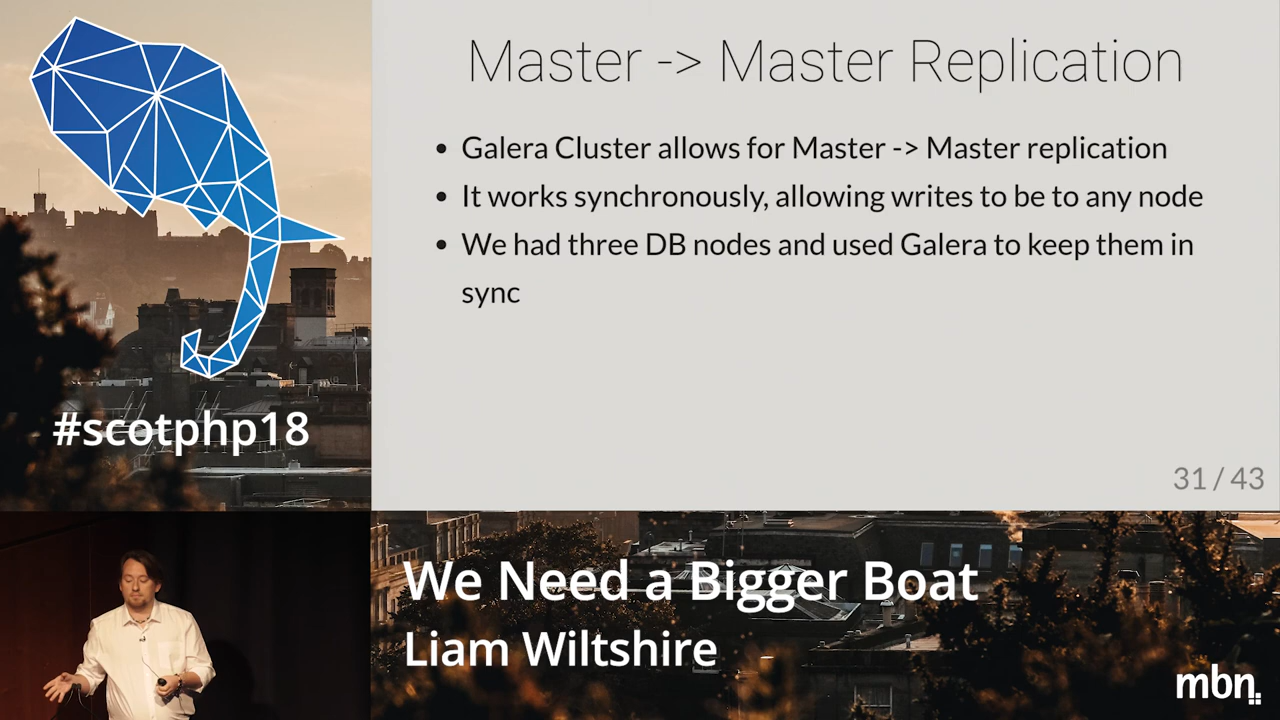 Master -> Master Replication
• Galera Cluster allows for Master -> Master replication
• It works synchronously, allowing writes to be to any node
• We had three DB nodes and used Galera to keep them in
sync
31 / 43
#scotphp18
We Need a Bigger Boat
Liam Wiltshire
mbn